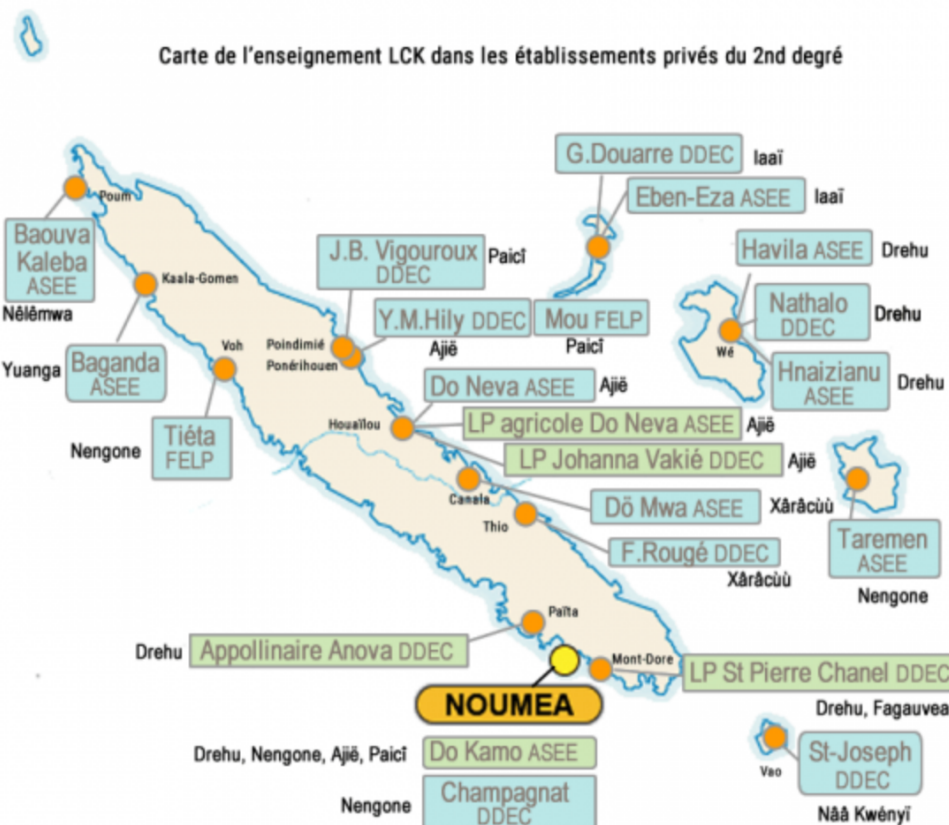 Carte de l'enseignement LCK dans les établissements privés du 2nd degré
G.Douarre DDEC Iaaï
Eben-Eza ASEE Iaaï
Poum
Baouva
Kaleba
ASEE
Nêlêmwa
J.B. Vigouroux
DDEC
Paicî
Havila ASEE Drehu
Kaala-Gomen
Nathalo
DDEC
Drehu
Y.M.Hily DDEC
Ajië
Mou FELP
Paicî
Voh
Poindimié
Ponérihouen
Wé
Yuanga
Baganda
ASEE
Hnaizianu
ASEE
Drehu
Do Neva ASEE Ajië
Houaïlou
LP agricole Do Neva ASEE Ajië
Nengone
Tiéta
FELP
LP Johanna Vakié DDEC Ajië
Canala
Dö Mwa ASEE Xârâcùù
Thio
F.Rougé DDEC
Xârâcùù
Taremen
ASEE
Nengone
Païta
Drehu Appollinaire Anova DDEC
Mont-Dore
LP St Pierre Chanel DDEC
Drehu, Fagauvea
NOUMEA
Drehu, Nengone, Ajië, Paicî Do Kamo ASEE
Vao
St-Joseph
DDEC
Nââ Kwényï
Nengone
Champagnat
DDEC